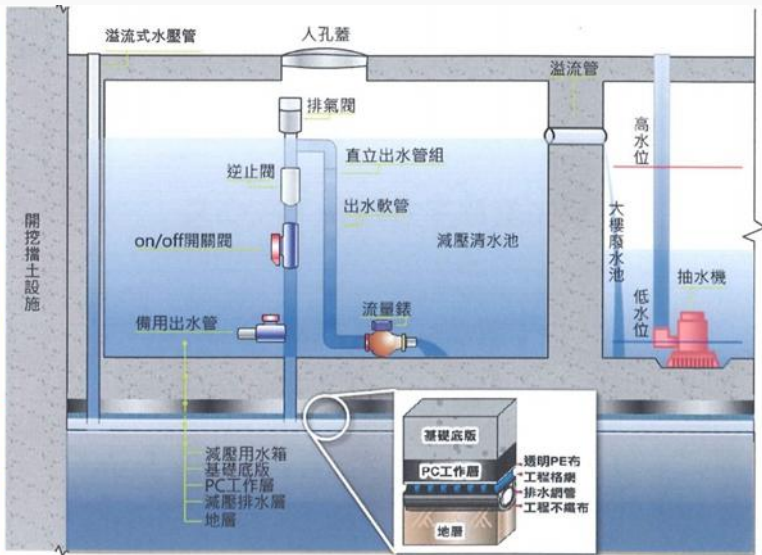 溢流式水壓管
人孔蓋
溢流管
排氣閥
高水位
逆止閥
直立出水管組
出水軟管
on/off開關閥
減壓清水池
大樓廢水池
開挖擋土設施
抽水機
備用出水管
流量錶
低水位
基礎底版
PC工作層
地層
透明PE布
工程格網
排水網管
工程不織布
減壓用水箱
基礎底版
PC工作層
減壓排水層
地層